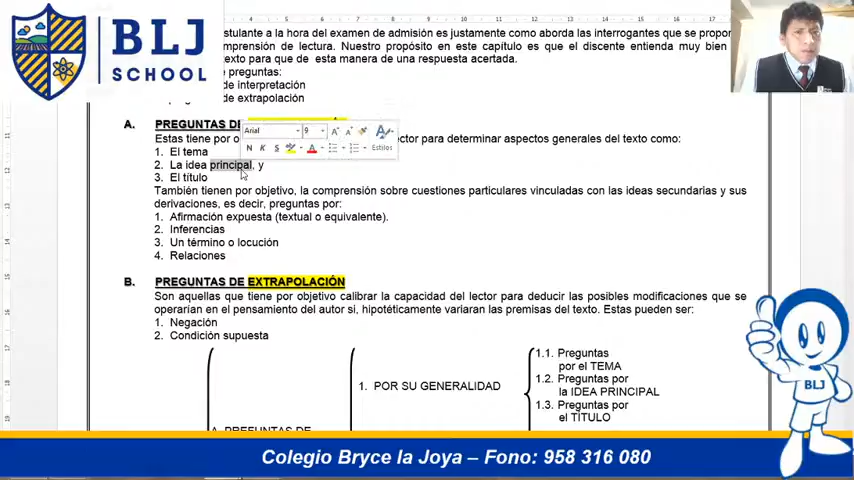 BLJ
SCHOOL
stulante a la hora del examen de admisión es justamente como aborda las interrogantes que se propor
mprensión de lectura. Nuestro propósito en este capítulo es que el discente entienda muy bien
exto para que de esta manera de una respuesta acertada.
e preguntas:
de interpretación
de extrapolación
A. PREGUNTAS DE
Estas tiene por o
ector para determinar aspectos generales del texto como:
Arial 9
N K S Estilos
1. El tema
2. La idea principal, y
3. El título
También tienen por objetivo, la comprensión sobre cuestiones particulares vinculadas con las ideas secundarias y sus
derivaciones, es decir, preguntas por:
1. Afirmación expuesta (textual o equivalente).
2. Inferencias
3. Un término o locución
4. Relaciones
B. PREGUNTAS DE EXTRAPOLACIÓN
Son aquellas que tiene por objetivo calibrar la capacidad del lector para deducir las posibles modificaciones que se
operarían en el pensamiento del autor si, hipotéticamente variaran las premisas del texto. Estas pueden ser:
1. Negación
2. Condición supuesta
1.1. Preguntas
por el TEMA
1. POR SU GENERALIDAD
1.2. Preguntas por
la IDEA PRINCIPAL
1.3. Preguntas por
el TÍTULO
BLJ
Colegio Bryce la Joya – Fono: 958 316 080